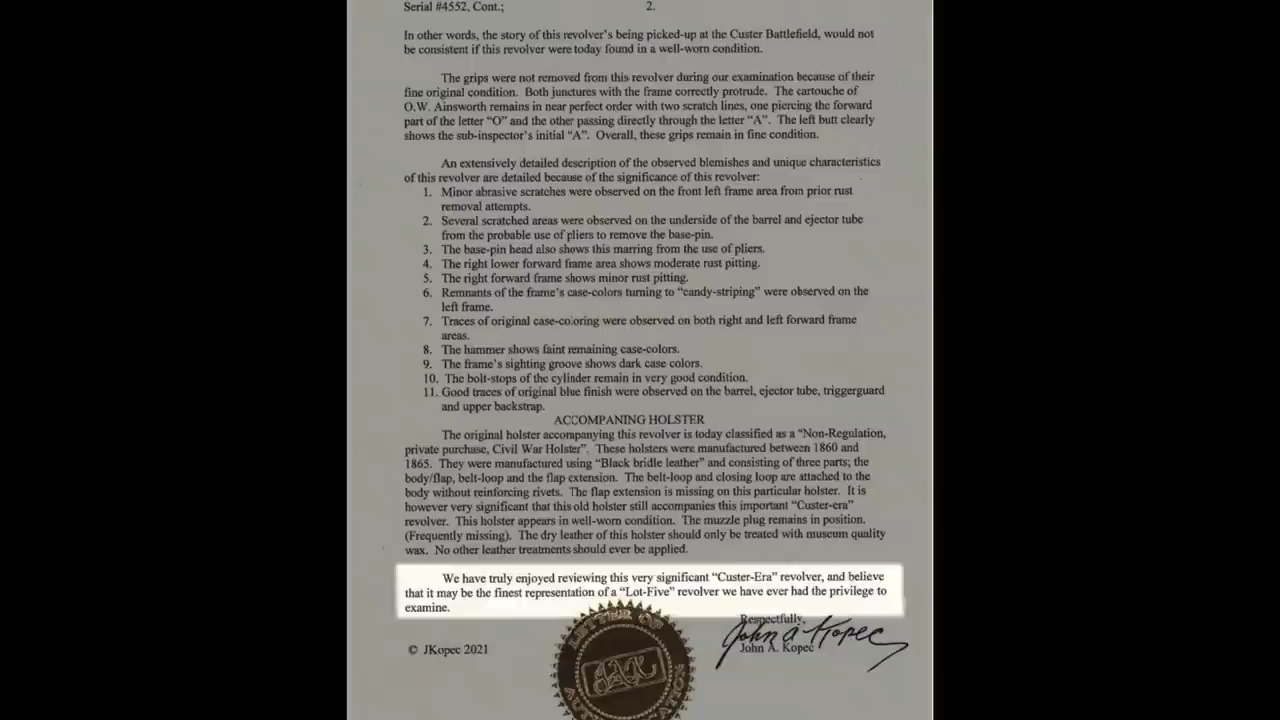 Serial #4552, Cont.; 2.
In other words, the story of this revolver's being picked-up at the Custer Battlefield, would not
be consistent if this revolver were today found in a well-worn condition.
The grips were not removed from this revolver during our examination because of their
fine original condition. Both junctures with the frame correctly protrude. The cartouche of
O.W. Ainsworth remains in near perfect order with two scratch lines, one piercing the forward
part of the letter "O" and the other passing directly through the letter "A". The left butt clearly
shows the sub-inspector's initial "A". Overall, these grips remain in fine condition.
An extensively detailed description of the observed blemishes and unique characteristics
of this revolver are detailed because of the significance of this revolver:
1. Minor abrasive scratches were observed on the front left frame area from prior rust
removal attempts.
2. Several scratched areas were observed on the underside of the barrel and ejector tube
from the probable use of pliers to remove the base-pin.
3. The base-pin head also shows this marring from the use of pliers.
4. The right lower forward frame area shows moderate rust pitting.
5. The right forward frame shows minor rust pitting.
6. Remnants of the frame's case-colors turning to "candy-striping" were observed on the
left frame.
7. Traces of original case-coloring were observed on both right and left forward frame
areas.
8. The hammer shows faint remaining case-colors.
9. The frame's sighting groove shows dark case colors.
10. The bolt-stops of the cylinder remain in very good condition.
11. Good traces of original blue finish were observed on the barrel, ejector tube, triggerguard
and upper backstrap.
ACCOMPANING HOLSTER
The original holster accompanying this revolver is today classified as a "Non-Regulation,
private purchase, Civil War Holster". These holsters were manufactured between 1860 and
1865. They were manufactured using "Black bridle leather" and consisting of three parts; the
body/flap, belt-loop and the flap extension. The belt-loop and closing loop are attached to the
body without reinforcing rivets. The flap extension is missing on this particular holster. It is
however very significant that this old holster still accompanies this important "Custer-era"
revolver. This holster appears in well-worn condition. The muzzle plug remains in position.
(Frequently missing). The dry leather of this holster should only be treated with museum quality
wax. No other leather treatments should ever be applied.
We have truly enjoyed reviewing this very significant "Custer-Era" revolver, and believe
that it may be the finest representation of a "Lot-Five" revolver we have ever had the privilege to
examine.
Respectfully,
John A Kopec
John A. Kopec
© JKopec 2021
LETTER OF
JAK